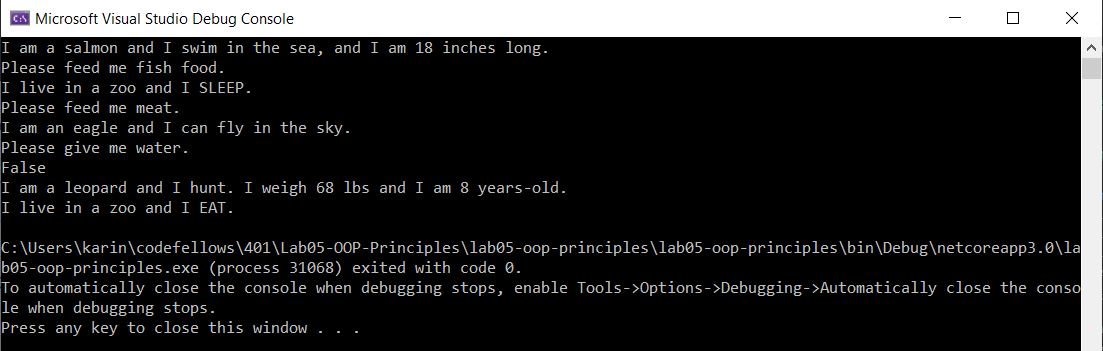 Microsoft Visual Studio Debug Console
I am a salmon and I swim in the sea, and I am 18 inches long.
Please feed me fish food.
I live in a zoo and I SLEEP.
Please feed me meat.
I am an eagle and I can fly in the sky.
Please give me water.
False
I am a leopard and I hunt. I weigh 68 lbs and I am 8 years-old.
I live in a zoo and I EAT.
C:\Users\karin\codefellows\401\Lab05-OOP-Principles\lab05-oop-principles\lab05-oop-principles\bin\Debug\netcoreapp3.0\la
b05-oop-principles.exe (process 31068) exited with code 0.
To automatically close the console when debugging stops, enable Tools->Options->Debugging->Automatically close the conso
le when debugging stops.
Press any key to close this window . . .